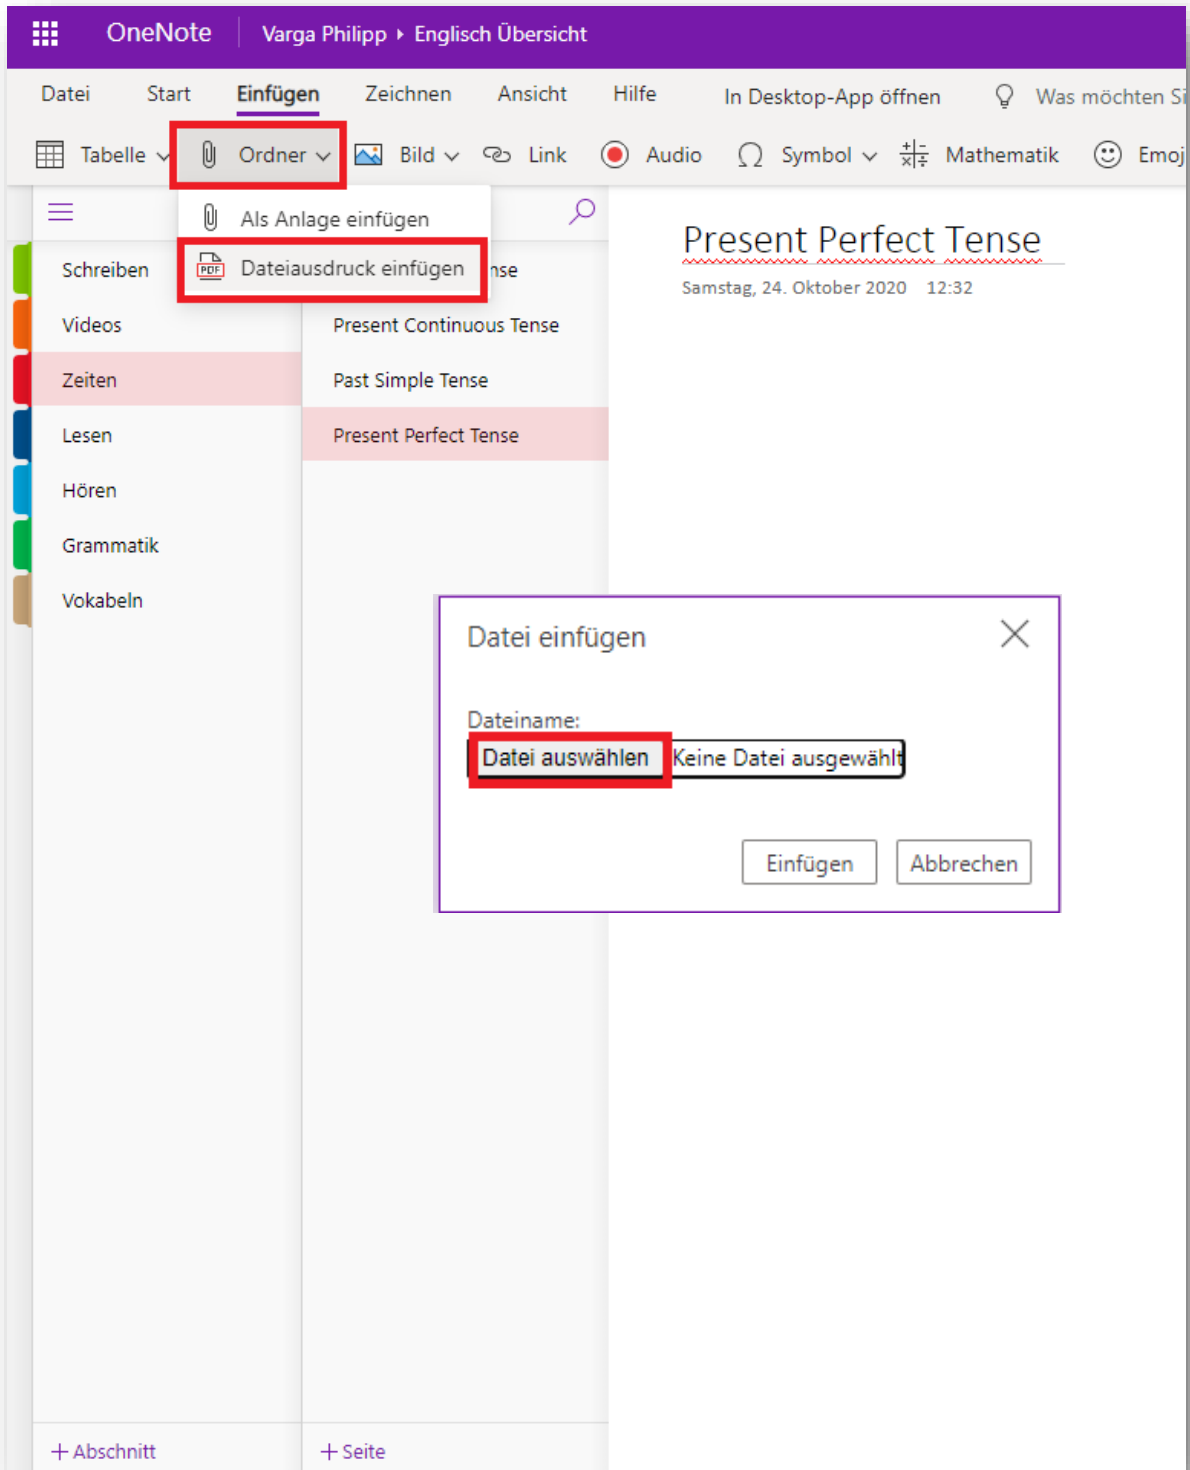 OneNote Varga Philipp Englisch Übersicht
Datei Start Einfügen Zeichnen Ansicht Hilfe In Desktop-App öffnen Was möchten
Tabelle Ordner Bild Link Audio Symbol Mathematik
Als Anlage einfügen
Dateiausdruck einfügen
Schreiben
Videos
Zeiten
Lesen
Hören
Grammatik
Vokabeln
Present Continuous Tense
Past Simple Tense
Present Perfect Tense
Present Perfect Tense
Samstag, 24. Oktober 2020 12:32
Datei einfügen
Dateiname:
Datei auswählen Keine Datei ausgewählt
Einfügen Abbrechen
+ Abschnitt + Seite